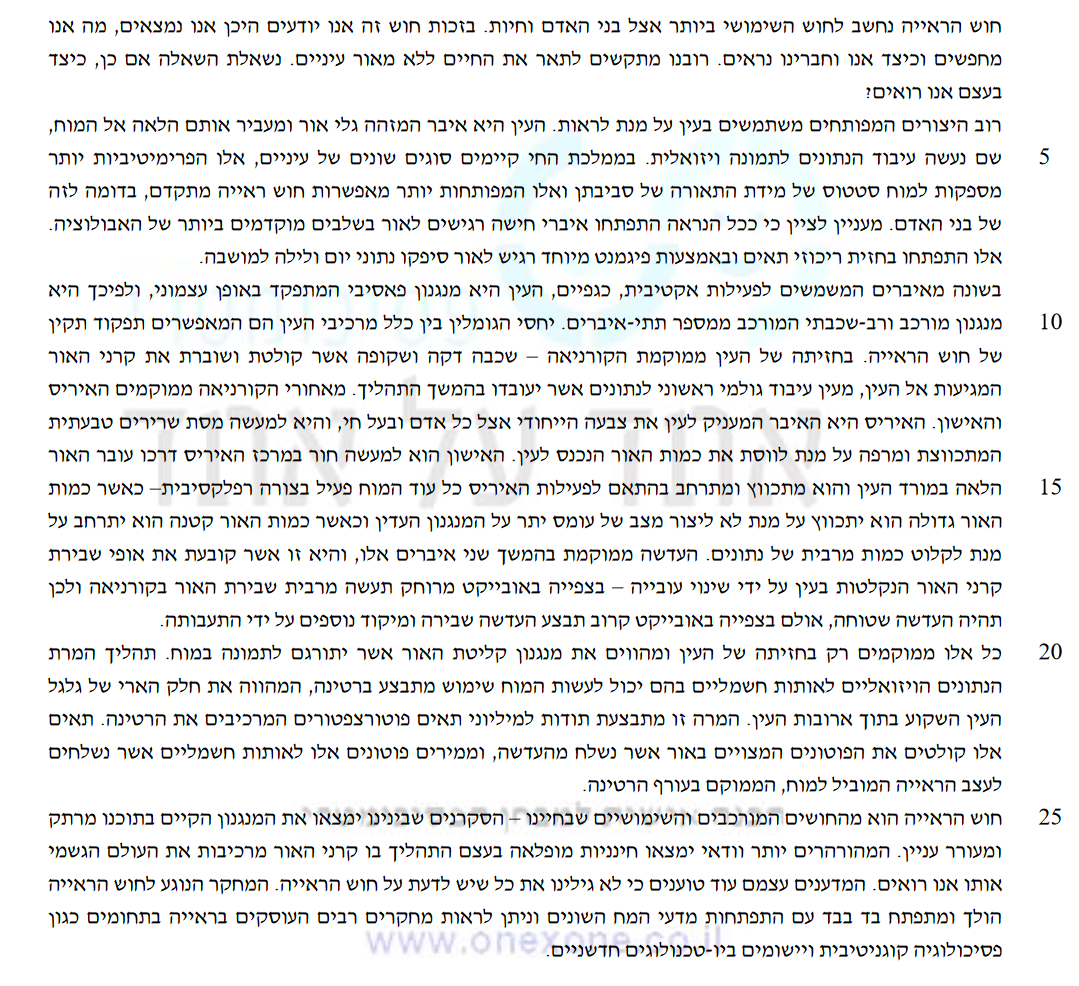 חוש הראייה נחשב לחוש השימושי ביותר אצל בני האדם וחיות. בזכות חוש זה אנו יודעים היכן אנו נמצאים, מה אנו
מחפשים וכיצד אנו וחברינו נראים. רובנו מתקשים לתאר את החיים ללא מאור עיניים. נשאלת השאלה אם כן, כיצד
בעצם אנו רואים?
רוב היצורים המפותחים משתמשים בעין על מנת לראות. העין היא איבר המזהה גלי אור ומעביר אותם הלאה אל המוח,
5 שם נעשה עיבוד הנתונים לתמונה ויזואלית. בממלכת החי קיימים סוגים שונים של עיניים, אלו הפרימיטיביות יותר
מספקות למוח סטטוס של מידת התאורה של סביבתן ואלו המפותחות יותר מאפשרות חוש ראייה מתקדם, בדומה לזה
של בני האדם. מעניין לציין כי ככל הנראה התפתחו איברי חישה רגישים לאור בשלבים מוקדמים ביותר של האבולוציה.
אלו התפתחו בחזית ריכוזי תאים ובאמצעות פיגמנט מיוחד רגיש לאור סיפקו נתוני יום ולילה למושבה.
בשונה מאיברים המשמשים לפעילות אקטיבית, כגפיים, העין היא מנגנון פאסיבי המתפקד באופן עצמוני, ולפיכך היא
10 מנגנון מורכב ורב-שכבתי המורכב ממספר תתי-איברים. יחסי הגומלין בין כלל מרכיבי העין הם המאפשרים תפקוד תקין
של חוש הראייה. בחזיתה של העין ממוקמת הקורניאה – שכבה דקה ושקופה אשר קולטת ושוברת את קרני האור
המגיעות אל העין, מעין עיבוד גולמי ראשוני לנתונים אשר יעובדו בהמשך התהליך. מאחורי הקורניאה ממוקמים האיריס
והאישון. האיריס היא האיבר המעניק לעין את צבעה הייחודי אצל כל אדם ובעל חי, והיא למעשה מסת שרירים טבעתית
המתכווצת ומרפה על מנת לווסת את כמות האור הנכנס לעין. האישון הוא למעשה חור במרכז האיריס דרכו עובר האור
15 הלאה במורד העין והוא מתכווץ ומתרחב בהתאם לפעילות האיריס כל עוד המוח פעיל בצורה רפלקסיבית– כאשר כמות
האור גדולה הוא יתכווץ על מנת לא ליצור מצב של עומס יתר על המנגנון העדין וכאשר כמות האור קטנה הוא יתרחב על
מנת לקלוט כמות מרבית של נתונים. העדשה ממוקמת בהמשך שני איברים אלו, והיא זו אשר קובעת את אופי שבירת
קרני האור הנקלטות בעין על ידי שינוי עובייה – בצפייה באובייקט מרוחק תעשה מרבית שבירת האור בקורניאה ולכן
תהיה העדשה שטוחה, אולם בצפייה באובייקט קרוב תבצע העדשה שבירה ומיקוד נוספים על ידי התעבותה.
20 כל אלו ממוקמים רק בחזיתה של העין ומהווים את מנגנון קליטת האור אשר יתורגם לתמונה במוח. תהליך המרת
הנתונים הויזואליים לאותות חשמליים בהם יכול לעשות המוח שימוש מתבצע ברטינה, המהווה את חלק הארי של גלגל
העין השקוע בתוך ארובות העין. המרה זו מתבצעת תודות למיליוני תאים פוטורצפטורים המרכיבים את הרטינה. תאים
אלו קולטים את הפוטונים המצויים באור אשר נשלח מהעדשה, וממירים פוטונים אלו לאותות חשמליים אשר נשלחים
לעצב הראייה המוביל למוח, הממוקם בעורף הרטינה.
25 חוש הראייה הוא מהחושים המורכבים והשימושיים שבחיינו – הסקרנים שבינינו ימצאו את המנגנון הקיים בתוכנו מרתק
ומעורר עניין. המהורהרים יותר וודאי ימצאו חינניות מופלאה בעצם התהליך בו קרני האור מרכיבות את העולם הגשמי
אותו אנו רואים. המדענים עצמם עוד טוענים כי לא גילינו את כל שיש לדעת על חוש הראייה. המחקר הנוגע לחוש הראייה
הולך ומתפתח בד בבד עם התפתחות מדעי המח השונים וניתן לראות מחקרים רבים העוסקים בראייה בתחומים כגון
פסיכולוגיה קוגניטיבית ויישומים ביו-טכנולוגים חדשניים.
אחד על אחד
www.onexone.co.il